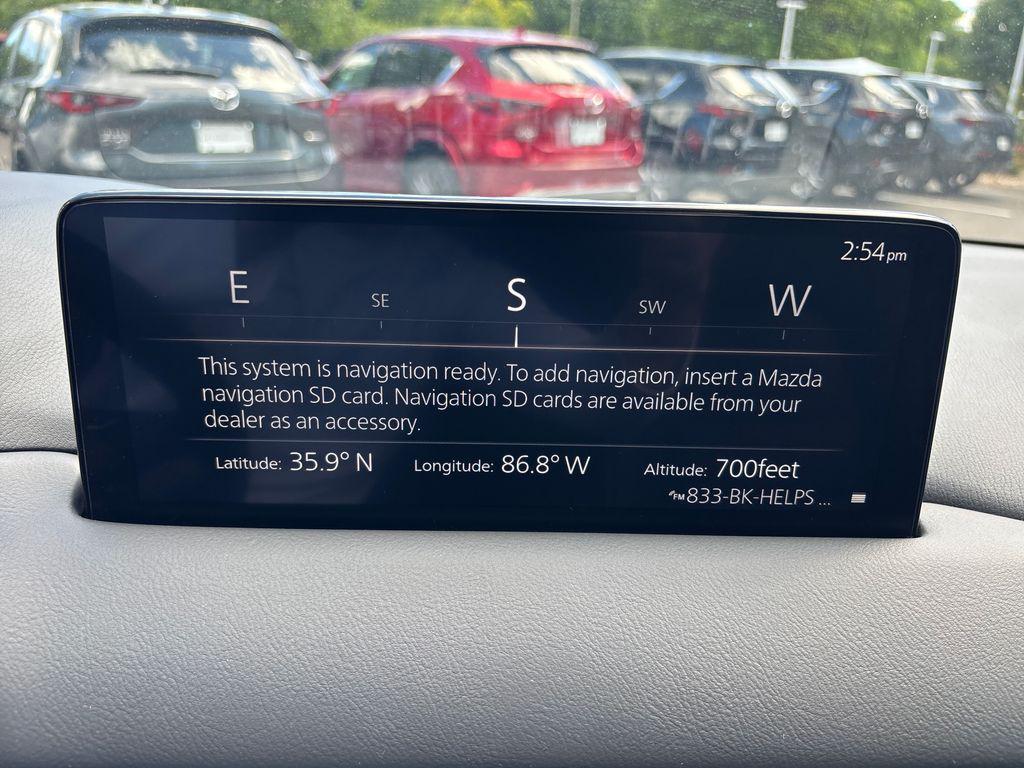 2:54pm
E SE S SW W
This system is navigation ready. To add navigation, insert a Mazda
navigation SD card. Navigation SD cards are available from your
dealer as an accessory.
Latitude: 35.9° N Longitude: 86.8° W Altitude: 700feet
FM 833-BK-HELPS ...